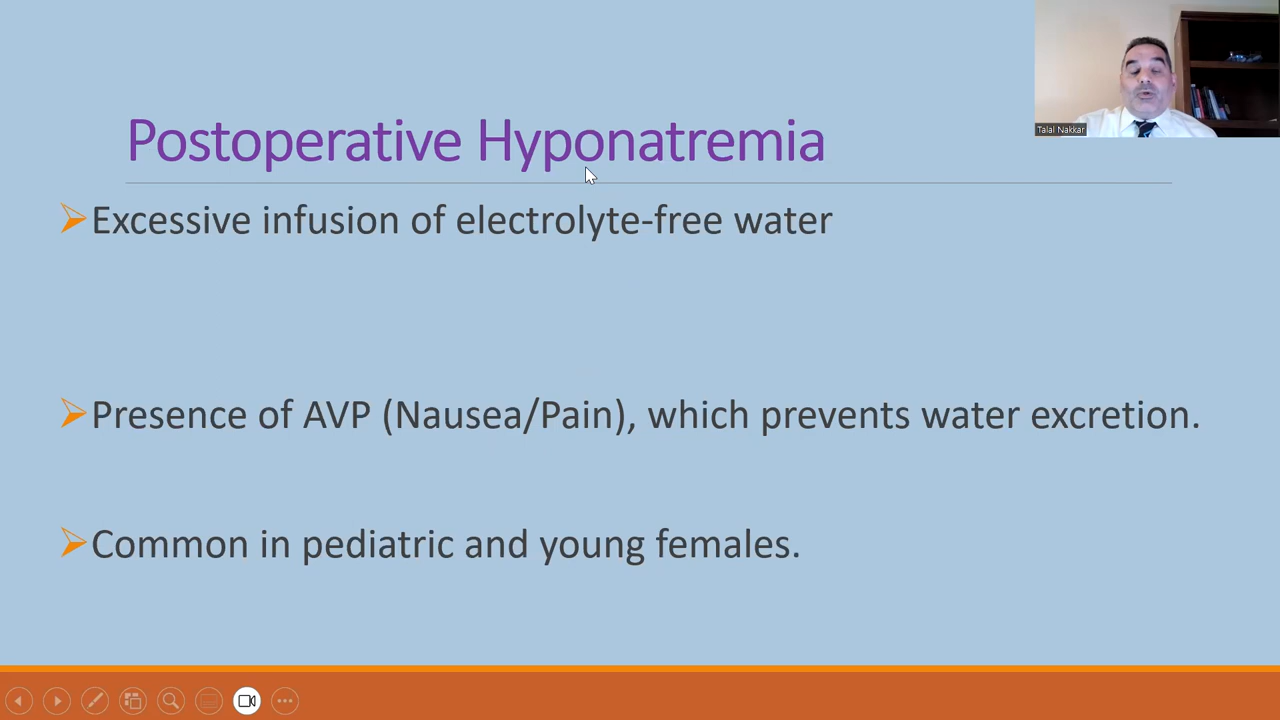 Talal Nakkar
Postoperative Hyponatremia
Excessive infusion of electrolyte-free water
Presence of AVP (Nausea/Pain), which prevents water excretion.
Common in pediatric and young females.